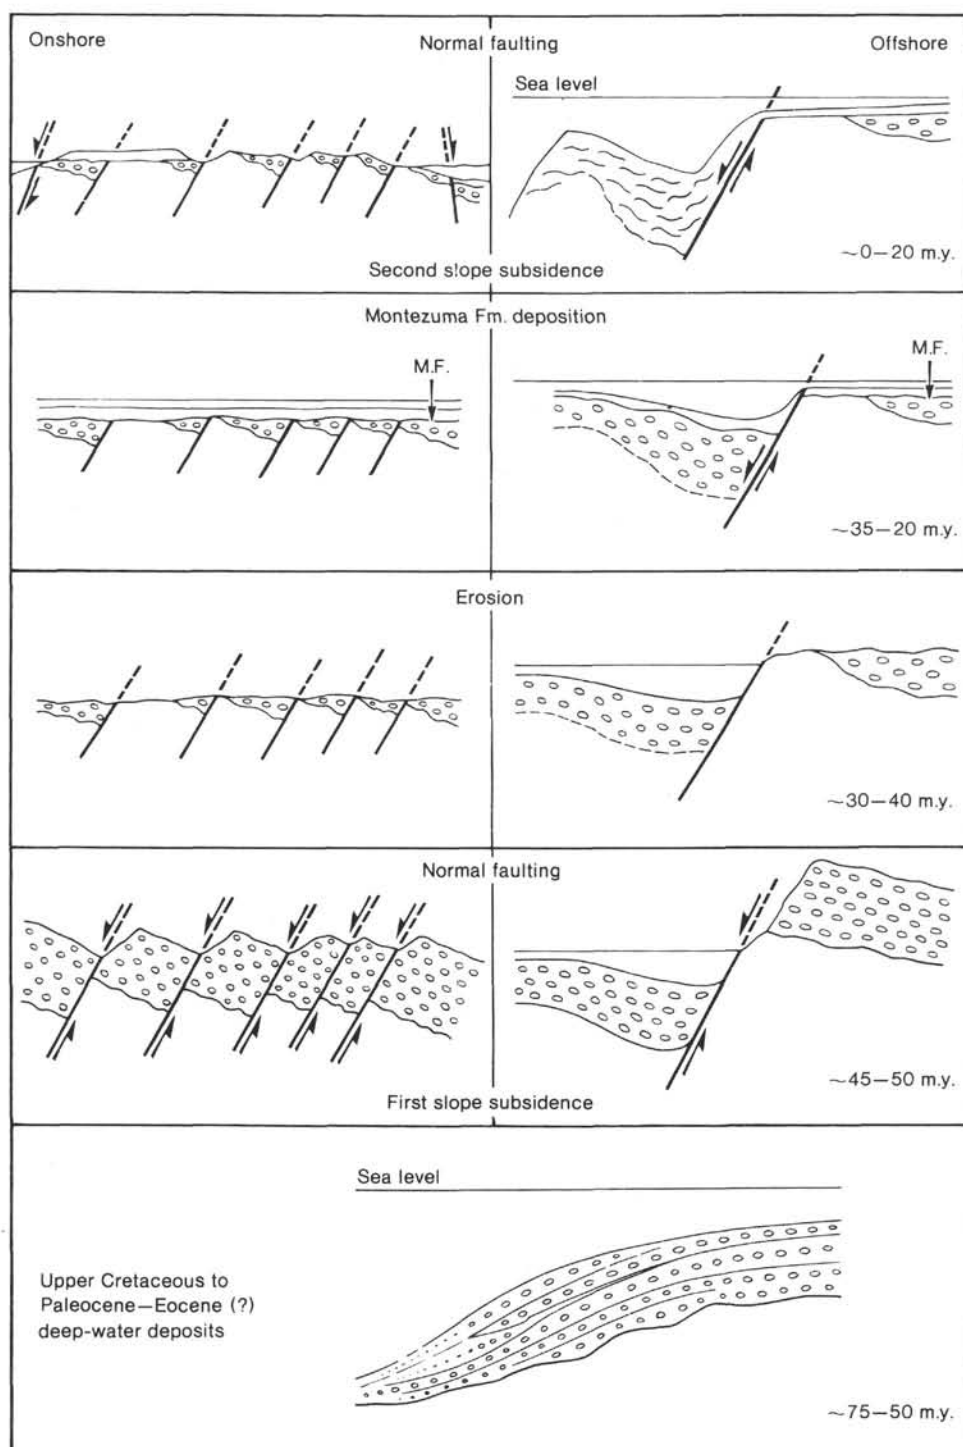 Onshore
Normal faulting
Offshore
Sea level
~0–20 m.y.
Second slope subsidence
Montezuma Fm. deposition
M.F.
M.F.
~35–20 m.y.
Erosion
~30–40 m.y.
Normal faulting
~45–50 m.y.
First slope subsidence
Sea level
Upper Cretaceous to
Paleocene–Eocene (?)
deep-water deposits
~75–50 m.y.